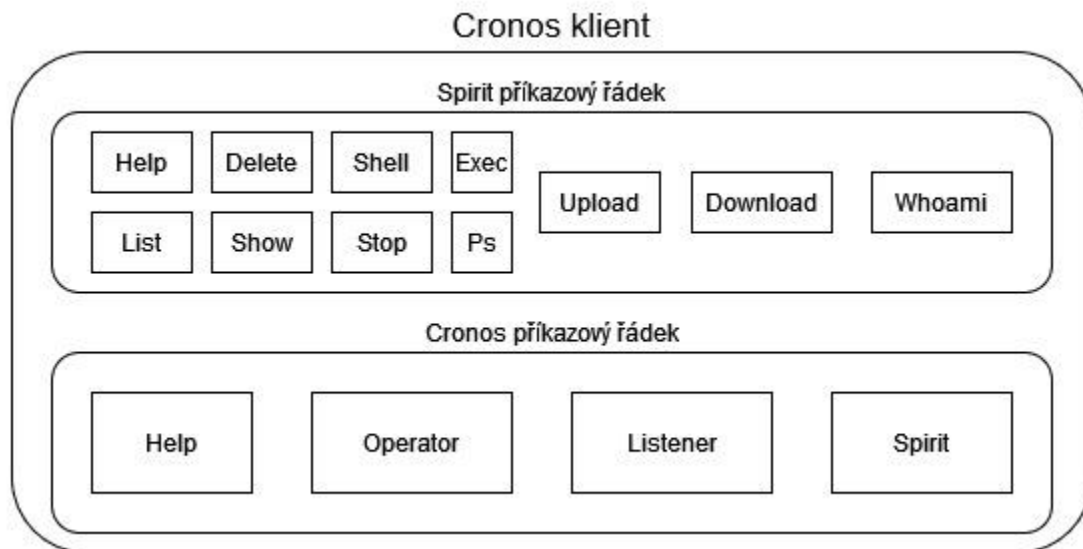 Cronos klient
Spirit příkazový řádek
Help Delete Shell Exec
Upload Download Whoami
List Show Stop Ps
Cronos příkazový řádek
Help Operator Listener Spirit